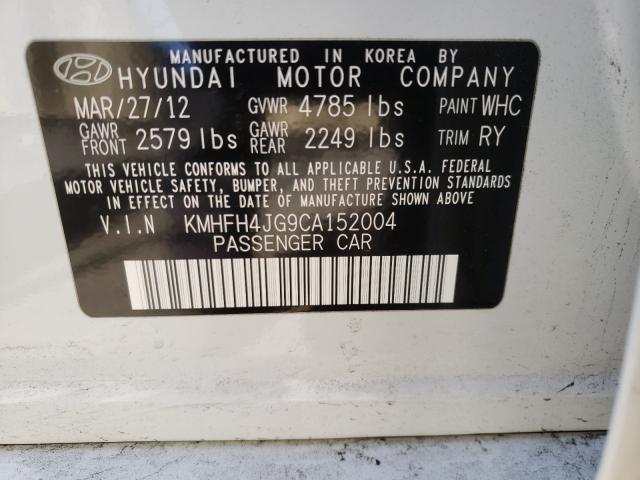 MANUFACTURED IN KOREA BY
HYUNDAI MOTOR COMPANY
MAR/27/12 GVWR 4785 lbs PAINT WHC
GAWR FRONT 2579 lbs GAWR REAR 2249 lbs TRIM RY
THIS VEHICLE CONFORMS TO ALL APPLICABLE U.S.A. FEDERAL
MOTOR VEHICLE SAFETY, BUMPER, AND THEFT PREVENTION STANDARDS
IN EFFECT ON THE DATE OF MANUFACTURE SHOWN ABOVE.
V.I.N KMHFH4JG9CA152004
PASSENGER CAR